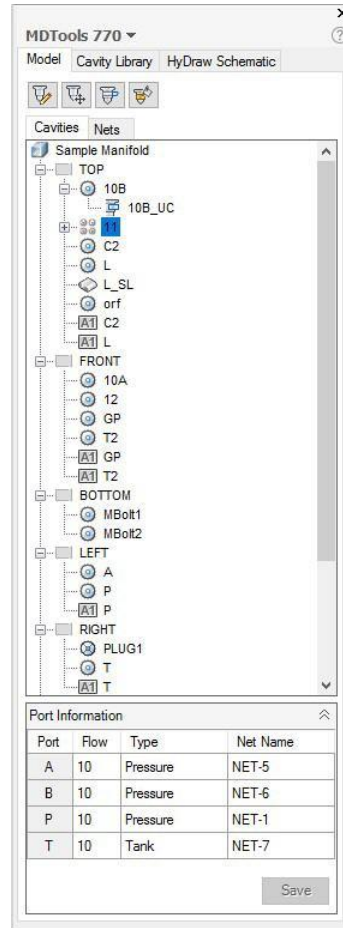 MDTools 770
Model Cavity Library HyDraw Schematic
Cavities Nets
Sample Manifold
TOP
10B
10B_UC
11
C2
L
L_SL
orf
A1 C2
A1 L
FRONT
10A
12
GP
T2
A1 GP
A1 T2
BOTTOM
MBolt1
MBolt2
LEFT
A
P
A1 P
RIGHT
PLUG1
T
A1 T
Port Information
Port Flow Type Net Name
A 10 Pressure NET-5
B 10 Pressure NET-6
P 10 Pressure NET-1
T 10 Tank NET-7
Save